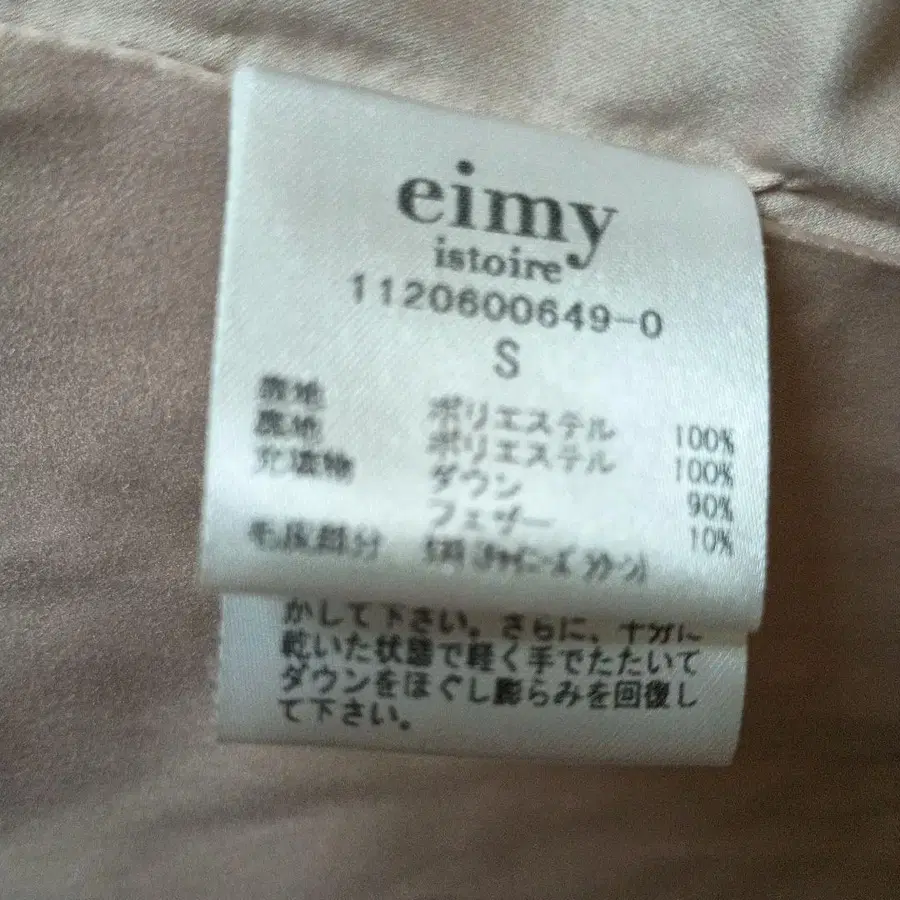 eimy
istoire
1120600649-0
S
表地 ポリエステル 100%
裏地 ポリエステル 100%
充填物 ダウン 90%
フェザー 10%
毛皮部分
かして下さい。さらに、十分に
乾いた状態で軽く手でたたいて
ダウンをほぐし膨らみを回復し
て下さい。